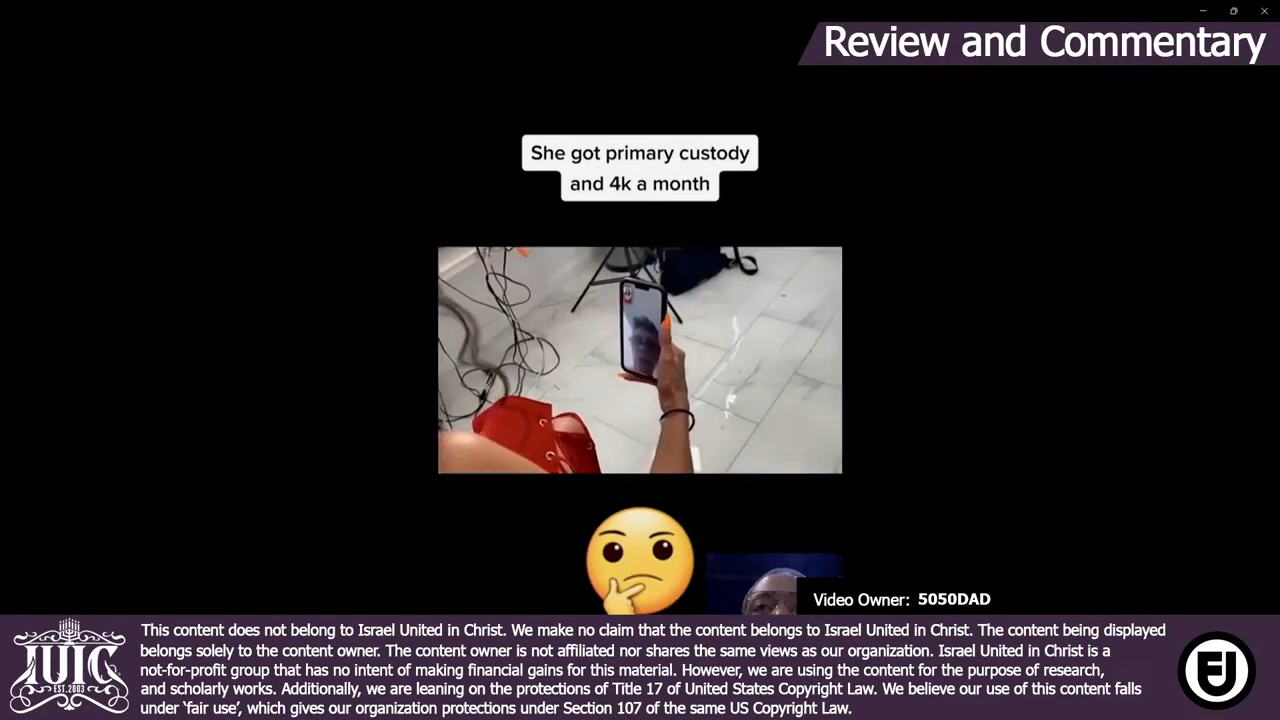 Review and Commentary
She got primary custody
and 4k a month
Video Owner: 5050DAD
This content does not belong to Israel United in Christ. We make no claim that the content belongs to Israel United in Christ. The content being displayed
belongs solely to the content owner. The content owner is not affiliated nor shares the same views as our organization. Israel United in Christ is a
not-for-profit group that has no intent of making financial gains for this material. However, we are using the content for the purpose of research,
and scholarly works. Additionally, we are leaning on the protections of Title 17 of United States Copyright Law. We believe our use of this content falls
under 'fair use', which gives our organization protections under Section 107 of the same US Copyright Law.
IUIC
EST.2003